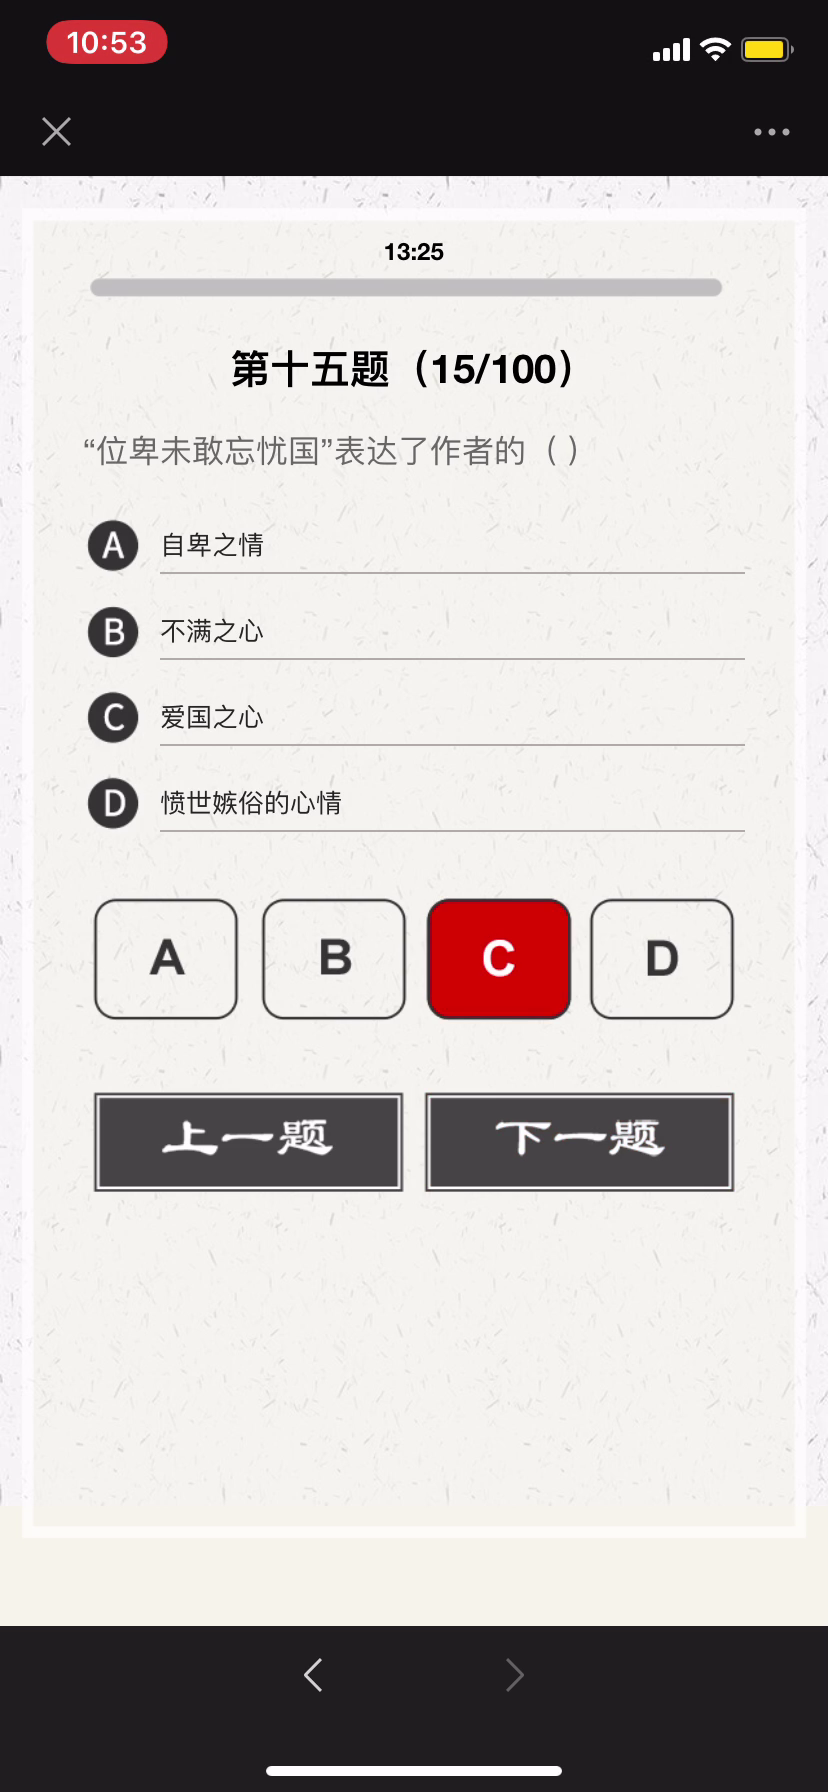 10:53
13:25
第十五题（15/100）
“位卑未敢忘忧国”表达了作者的（ ）
A 自卑之情
B 不满之心
C 爱国之心
D 愤世嫉俗的心情
A B C D
上一题 下一题